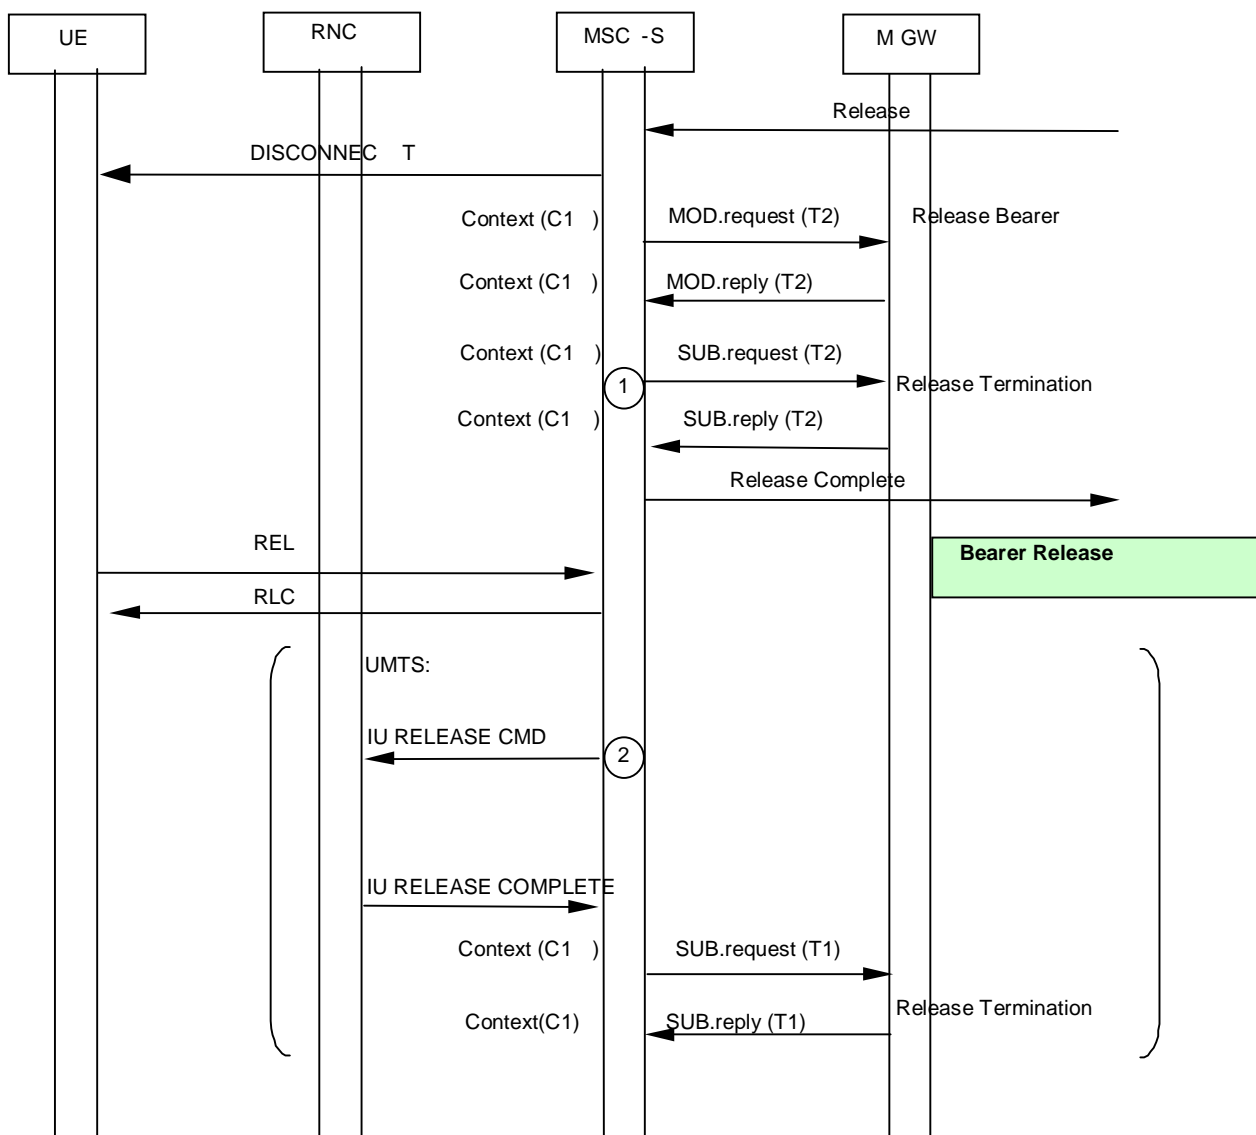 UE
RNC
MSC -S
M GW
Release
DISCONNEC T
Context (C1 )
MOD.request (T2)
Release Bearer
Context (C1 )
MOD.reply (T2)
Context (C1 )
SUB.request (T2)
1
Release Termination
Context (C1 )
SUB.reply (T2)
Release Complete
REL
Bearer Release
RLC
UMTS:
IU RELEASE CMD
2
IU RELEASE COMPLETE
Context (C1 )
SUB.request (T1)
Release Termination
Context(C1)
SUB.reply (T1)